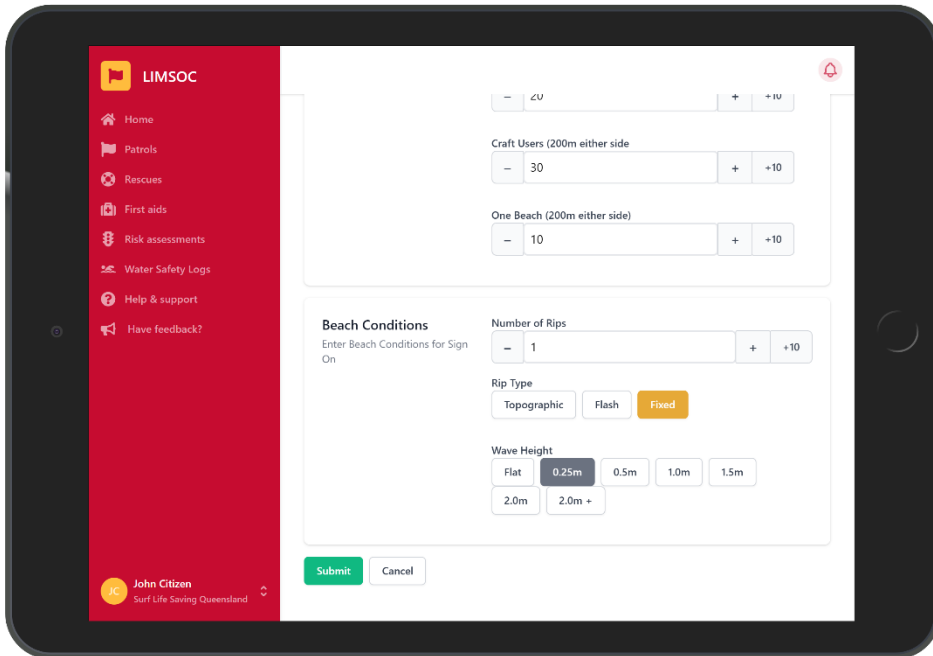 LIMSOC
Home
Patrols
Rescues
First aids
Risk assessments
Water Safety Logs
Help & support
Have feedback?
JC
John Citizen
Surf Life Saving Queensland
− 20 + +10
Craft Users (200m either side
− 30 + +10
One Beach (200m either side)
− 10 + +10
Beach Conditions
Enter Beach Conditions for Sign
On
Number of Rips
− 1 + +10
Rip Type
Topographic Flash Fixed
Wave Height
Flat 0.25m 0.5m 1.0m 1.5m
2.0m 2.0m +
Submit Cancel